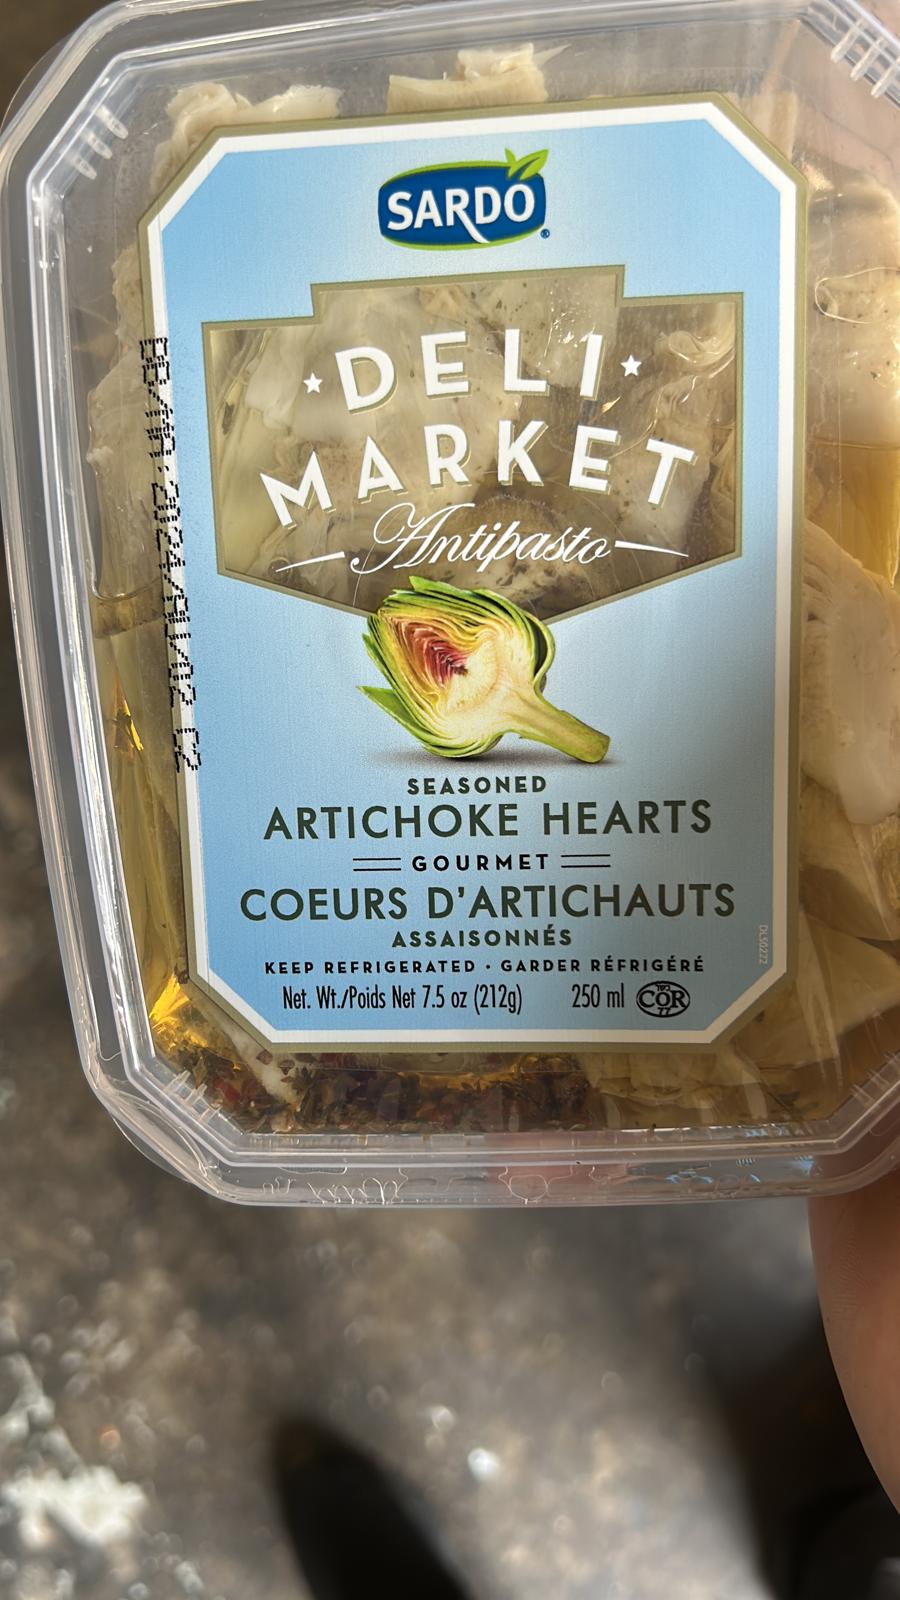 SARDO®
DELI
MARKET
Antipasto
SEASONED
ARTICHOKE HEARTS
GOURMET
COEURS D'ARTICHAUTS
ASSAISONNÉS
KEEP REFRIGERATED · GARDER RÉFRIGÉRÉ
Net. Wt./Poids Net 7.5 oz (212g) 250 ml COR
77